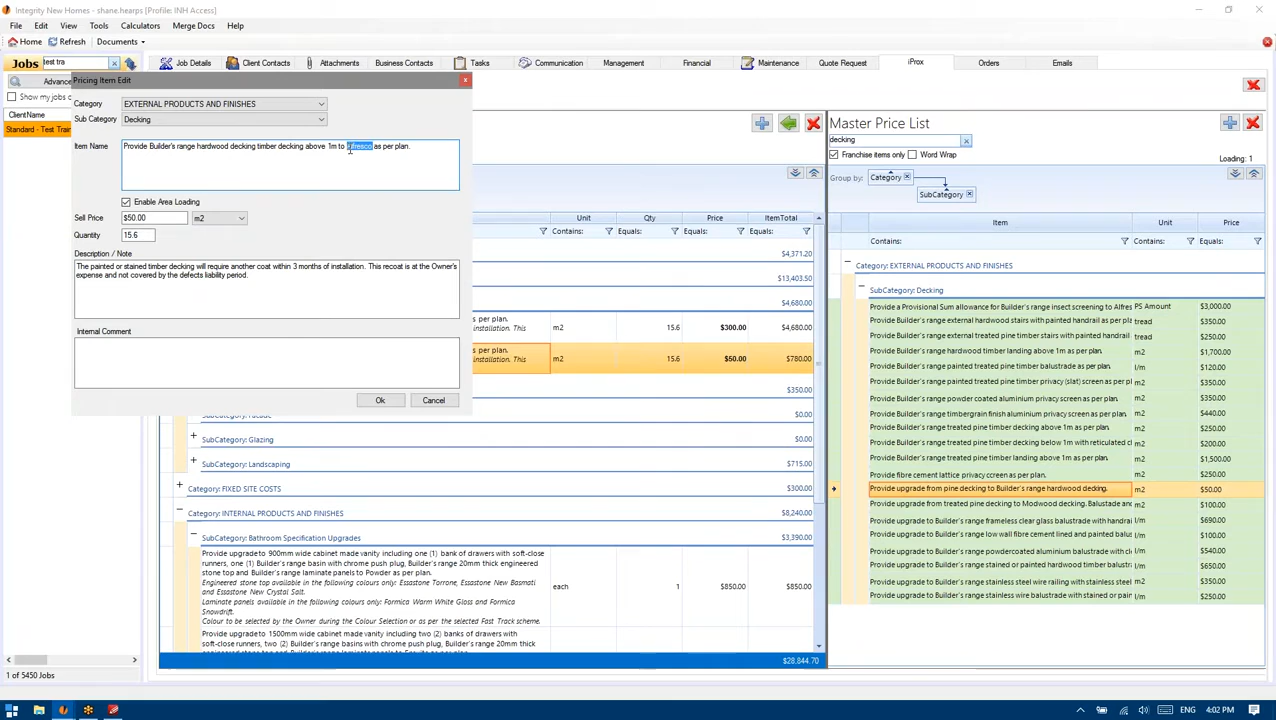 Integrity New Homes - shane.hearps [Profile: INH Access]
File Edit View Tools Calculators Merge Docs Help
Home Refresh Documents
Jobs test tra
Job Details Client Contacts Attachments Business Contacts Tasks Communication Management Financial Maintenance Quote Request iProx Orders Emails
Advance
Show my jobs
ClientName
Standard - Test Train
Pricing Item Edit
Category EXTERNAL PRODUCTS AND FINISHES
Sub Category Decking
Item Name Provide Builder's range hardwood decking timber decking above 1m to alfresco as per plan.
Enable Area Loading
Sell Price $50.00 m2
Quantity 15.6
Description / Note
The painted or stained timber decking will require another coat within 3 months of installation. This recoat is at the Owner's
expense and not covered by the defects liability period.
Internal Comment
Ok Cancel
Unit Qty Price ItemTotal
Contains: Equals: Equals: Equals:
$4,371.20
$13,403.50
$4,680.00
s per plan.
installation. This m2 15.6 $300.00 $4,680.00
s per plan.
installation. This m2 15.6 $50.00 $780.00
$350.00
SubCategory: Facade $0.00
SubCategory: Glazing $0.00
SubCategory: Landscaping $715.00
Category: FIXED SITE COSTS $300.00
Category: INTERNAL PRODUCTS AND FINISHES $8,240.00
SubCategory: Bathroom Specification Upgrades $3,390.00
Provide upgrade to 900mm wide cabinet made vanity including one (1) bank of drawers with soft-close
runners, one (1) Builder's range basin with chrome push plug, Builder's range 20mm thick engineered
stone top and Builder's range laminate panels to Powder as per plan.
Engineered stone top available in the following colours only: Essastone Torrone, Essastone New Basmati
and Essastone New Crystal Salt.
Laminate panels available in the following colours only: Formica Warm White Gloss and Formica
Snowdrift.
Colour to be selected by the Owner during the Colour Selection or as per the selected Fast Track scheme.
each 1 $850.00 $850.00
Provide upgrade to 1500mm wide cabinet made vanity including two (2) banks of drawers with
soft-close runners, two (2) Builder's range basins with chrome push plug, Builder's range 20mm thick
$28,844.70
Master Price List
decking
Franchise items only Word Wrap
Loading: 1
Group by: Category
SubCategory
Item Unit Price
Contains: Contains: Equals:
Category: EXTERNAL PRODUCTS AND FINISHES
SubCategory: Decking
Provide a Provisional Sum allowance for Builder's range insect screening to Alfres PS Amount $3,000.00
Provide Builder's range external hardwood stairs with painted handrail as per pla tread $350.00
Provide Builder's range external treated pine timber stairs with painted handrail tread $250.00
Provide Builder's range hardwood timber landing above 1m as per plan. m2 $1,700.00
Provide Builder's range painted treated pine timber balustrade as per plan. l/m $120.00
Provide Builder's range painted treated pine timber privacy (slat) screen as per pl m2 $350.00
Provide Builder's range powder coated aluminium privacy screen as per plan. m2 $400.00
Provide Builder's range timbergrain finish aluminium privacy screen as per plan. m2 $440.00
Provide Builder's range treated pine timber decking above 1m as per plan. m2 $250.00
Provide Builder's range treated pine timber decking below 1m with reticulated c m2 $200.00
Provide Builder's range treated pine timber landing above 1m as per plan. m2 $1,500.00
Provide fibre cement lattice privacy ccreen as per plan. m2 $250.00
Provide upgrade from pine decking to Builder's range hardwood decking. m2 $50.00
Provide upgrade from treated pine decking to Modwood decking. Balustade and m2 $100.00
Provide upgrade to Builder's range frameless clear glass balustrade with handrai l/m $690.00
Provide upgrade to Builder's range low wall fibre cement lined and painted balus l/m $100.00
Provide upgrade to Builder's range powdercoated aluminium balustrade with cl l/m $540.00
Provide upgrade to Builder's range stained or painted hardwood timber balustra l/m $650.00
Provide upgrade to Builder's range stainless steel wire railing with stainless steel l/m $350.00
Provide upgrade to Builder's range stainless wire balustrade with stained or pain l/m $250.00
1 of 5450 Jobs
ENG 4:02 PM